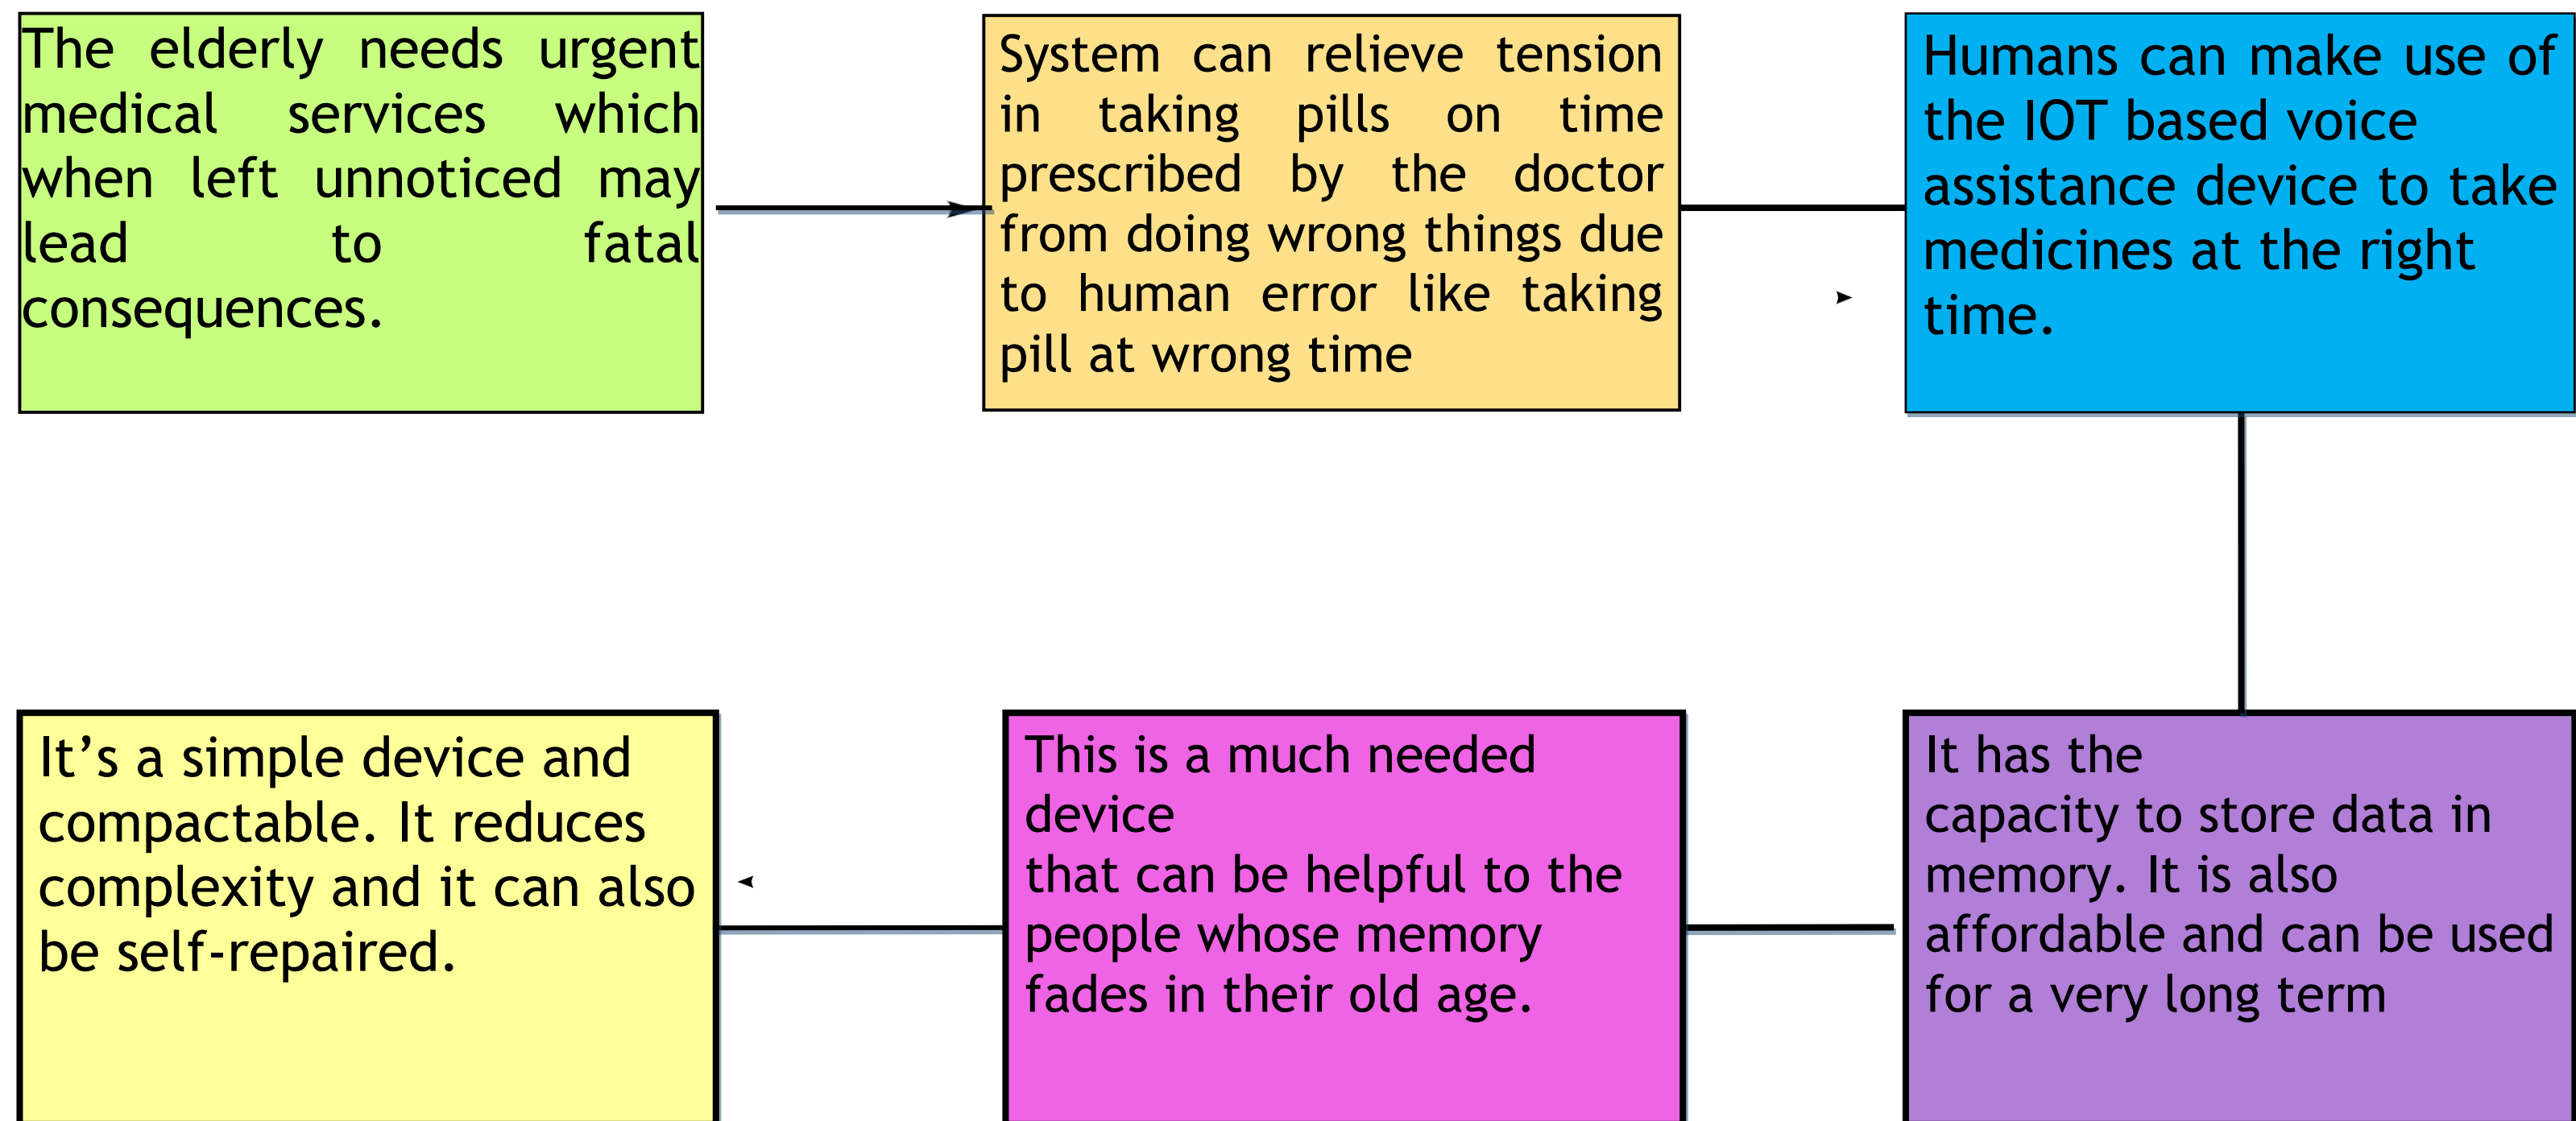 The elderly needs urgent
medical services which
when left unnoticed may
lead to fatal
consequences.
System can relieve tension
in taking pills on time
prescribed by the doctor
from doing wrong things due
to human error like taking
pill at wrong time
Humans can make use of
the IOT based voice
assistance device to take
medicines at the right
time.
It has the
capacity to store data in
memory. It is also
affordable and can be used
for a very long term
This is a much needed
device
that can be helpful to the
people whose memory
fades in their old age.
It’s a simple device and
compactable. It reduces
complexity and it can also
be self-repaired.